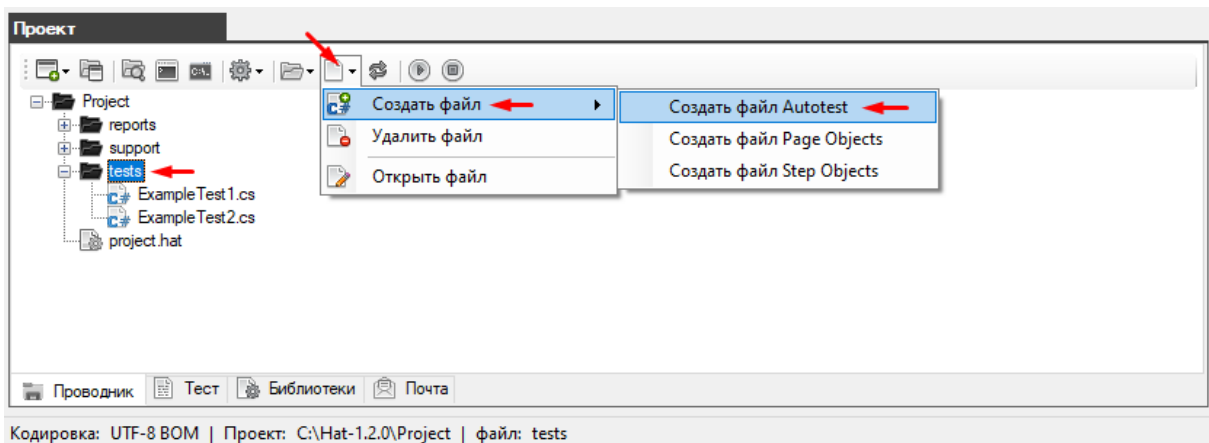 Проект
Project
reports
support
tests
ExampleTest1.cs
ExampleTest2.cs
project.hat
Создать файл
Удалить файл
Открыть файл
Создать файл Autotest
Создать файл Page Objects
Создать файл Step Objects
Проводник Тест Библиотеки Почта
Кодировка: UTF-8 BOM | Проект: C:\Hat-1.2.0\Project | файл: tests